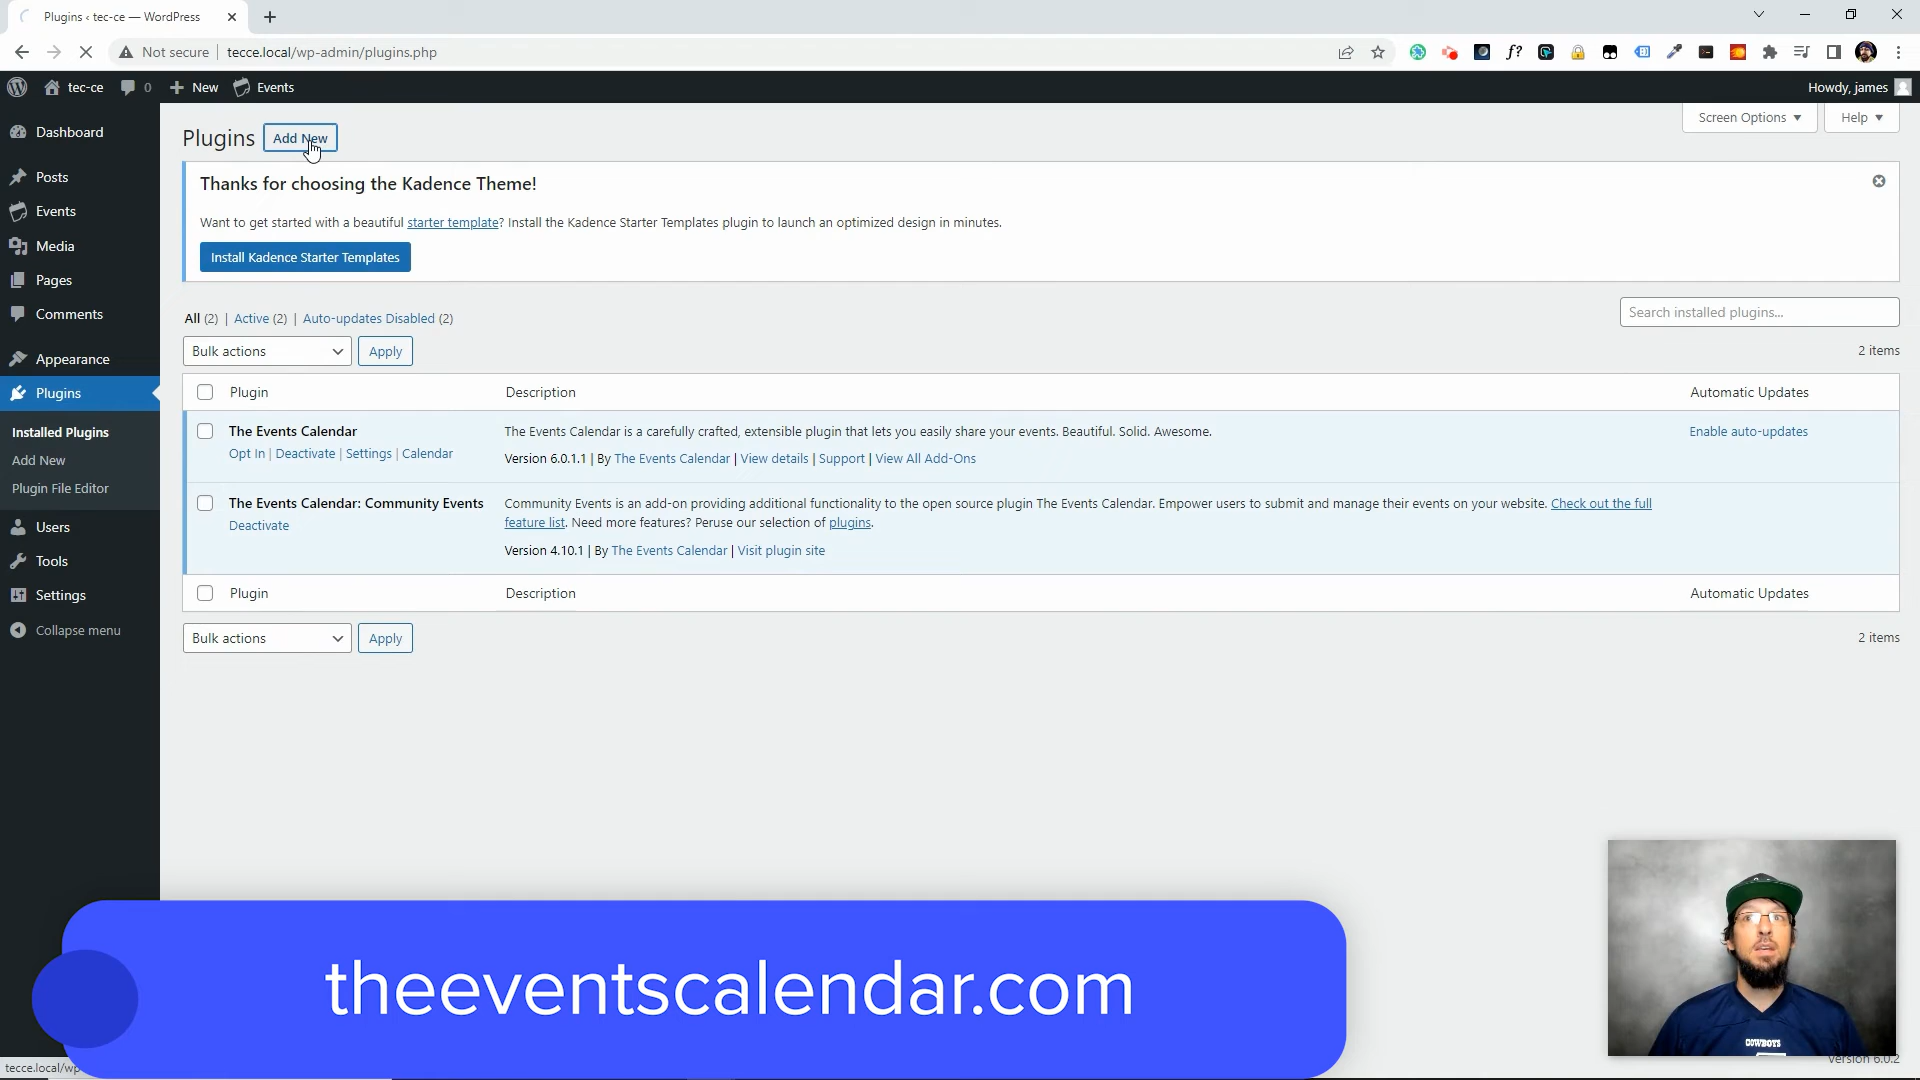 Plugins ‹ tec-ce — WordPress
Not secure
tecce.local/wp-admin/plugins.php
tec-ce
0
New
Events
Howdy, james
Dashboard
Posts
Events
Media
Pages
Comments
Appearance
Plugins
Installed Plugins
Add New
Plugin File Editor
Users
Tools
Settings
Collapse menu
Plugins
Add New
Screen Options
Help
Thanks for choosing the Kadence Theme!
Want to get started with a beautiful starter template? Install the Kadence Starter Templates plugin to launch an optimized design in minutes.
Install Kadence Starter Templates
All (2) | Active (2) | Auto-updates Disabled (2)
Search installed plugins...
Bulk actions
Apply
2 items
Plugin
Description
Automatic Updates
The Events Calendar
Opt In | Deactivate | Settings | Calendar
The Events Calendar is a carefully crafted, extensible plugin that lets you easily share your events. Beautiful. Solid. Awesome.
Version 6.0.1.1 | By The Events Calendar | View details | Support | View All Add-Ons
Enable auto-updates
The Events Calendar: Community Events
Deactivate
Community Events is an add-on providing additional functionality to the open source plugin The Events Calendar. Empower users to submit and manage their events on your website. Check out the full
feature list. Need more features? Peruse our selection of plugins.
Version 4.10.1 | By The Events Calendar | Visit plugin site
Plugin
Description
Automatic Updates
Bulk actions
Apply
2 items
theeventscalendar.com
COWBOYS
Version 6.0.2
tecce.local/wp